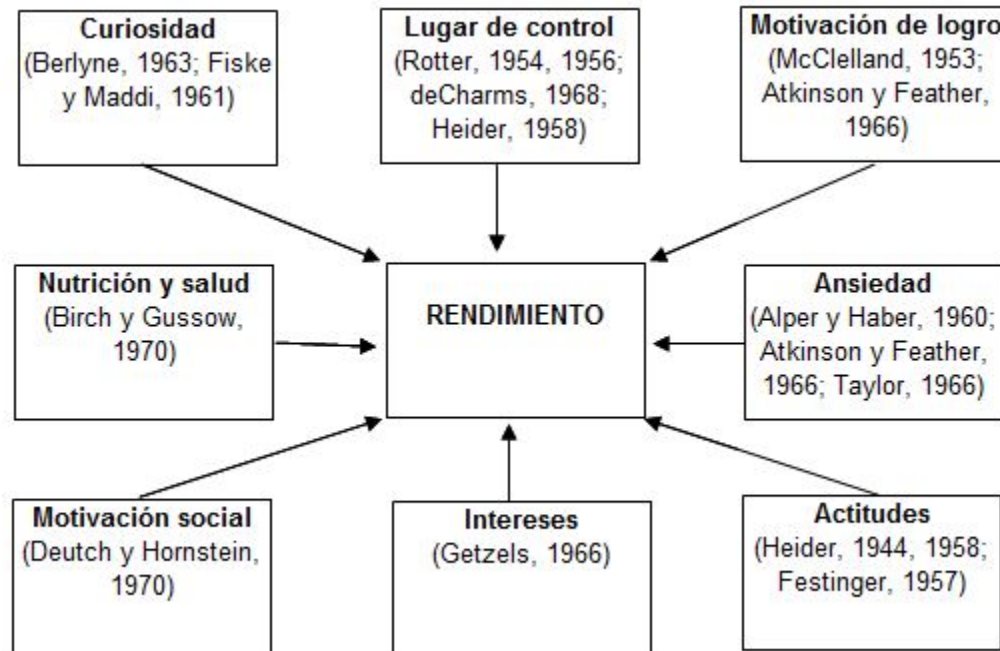 Curiosidad
(Berlyne, 1963; Fiske
y Maddi, 1961)
Lugar de control
(Rotter, 1954, 1956;
deCharms, 1968;
Heider, 1958)
Motivación de logro
(McClelland, 1953;
Atkinson y Feather,
1966)
Nutrición y salud
(Birch y Gussow,
1970)
RENDIMIENTO
Ansiedad
(Alper y Haber, 1960;
Atkinson y Feather,
1966; Taylor, 1966)
Motivación social
(Deutch y Hornstein,
1970)
Intereses
(Getzels, 1966)
Actitudes
(Heider, 1944, 1958;
Festinger, 1957)